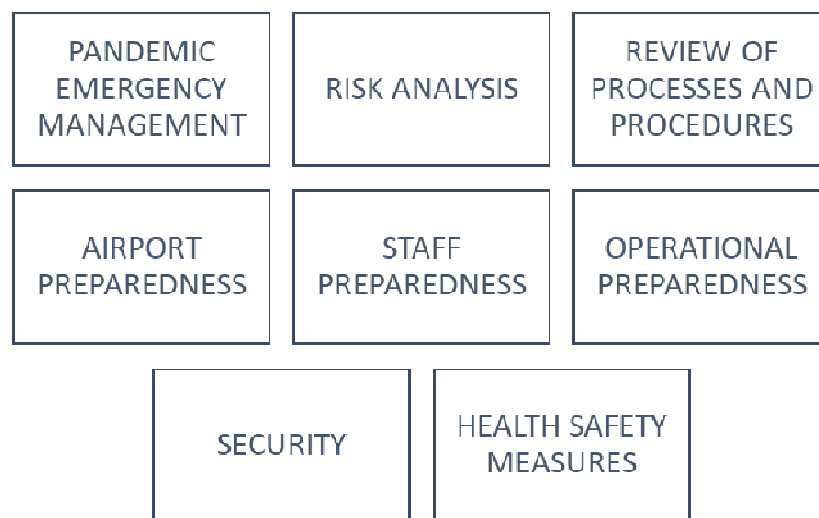 PANDEMIC
EMERGENCY
MANAGEMENT
RISK ANALYSIS
REVIEW OF
PROCESSES AND
PROCEDURES
AIRPORT
PREPAREDNESS
STAFF
PREPAREDNESS
OPERATIONAL
PREPAREDNESS
SECURITY
HEALTH SAFETY
MEASURES